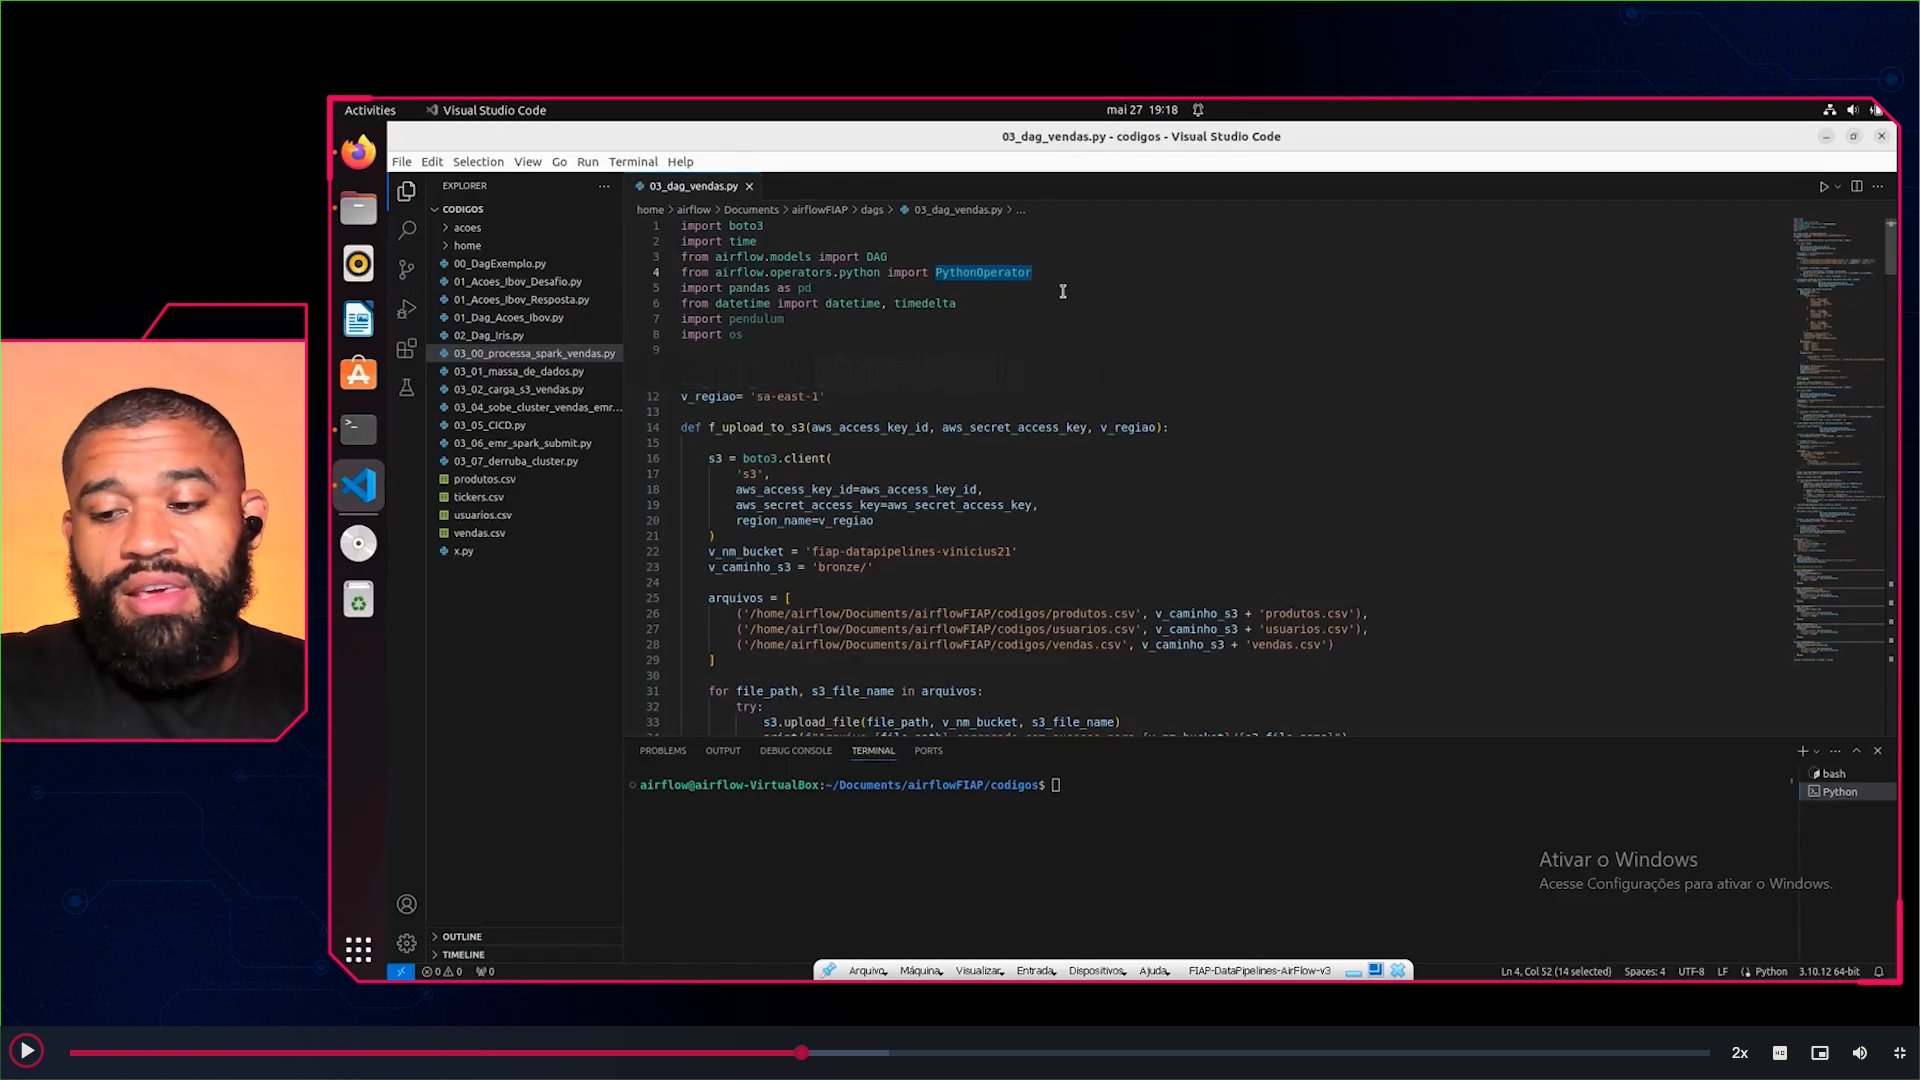 Activities
Visual Studio Code
mai 27 19:18
03_dag_vendas.py - codigos - Visual Studio Code
File Edit Selection View Go Run Terminal Help
EXPLORER
CODIGOS
acoes
home
00_DagExemplo.py
01_Acoes_Ibov_Desafio.py
01_Acoes_Ibov_Resposta.py
01_Dag_Acoes_Ibov.py
02_Dag_Iris.py
03_00_processa_spark_vendas.py
03_01_massa_de_dados.py
03_02_carga_s3_vendas.py
03_04_sobe_cluster_vendas_emr...
03_05_CICD.py
03_06_emr_spark_submit.py
03_07_derruba_cluster.py
produtos.csv
tickers.csv
usuarios.csv
vendas.csv
x.py
OUTLINE
TIMELINE
03_dag_vendas.py
home > airflow > Documents > airflowFIAP > dags > 03_dag_vendas.py > ...
1 import boto3
2 import time
3 from airflow.models import DAG
4 from airflow.operators.python import PythonOperator
5 import pandas as pd
6 from datetime import datetime, timedelta
7 import pendulum
8 import os
9
12 v_regiao= 'sa-east-1'
13
14 def f_upload_to_s3(aws_access_key_id, aws_secret_access_key, v_regiao):
15
16 s3 = boto3.client(
17 's3',
18 aws_access_key_id=aws_access_key_id,
19 aws_secret_access_key=aws_secret_access_key,
20 region_name=v_regiao
21 )
22 v_nm_bucket = 'fiap-datapipelines-vinicius21'
23 v_caminho_s3 = 'bronze/'
24
25 arquivos = [
26 ('/home/airflow/Documents/airflowFIAP/codigos/produtos.csv', v_caminho_s3 + 'produtos.csv'),
27 ('/home/airflow/Documents/airflowFIAP/codigos/usuarios.csv', v_caminho_s3 + 'usuarios.csv'),
28 ('/home/airflow/Documents/airflowFIAP/codigos/vendas.csv', v_caminho_s3 + 'vendas.csv')
29 ]
30
31 for file_path, s3_file_name in arquivos:
32 try:
33 s3.upload_file(file_path, v_nm_bucket, s3_file_name)
PROBLEMS OUTPUT DEBUG CONSOLE TERMINAL PORTS
airflow@airflow-VirtualBox:~/Documents/airflowFIAP/codigos$
bash
Python
Ativar o Windows
Acesse Configurações para ativar o Windows.
0 0 0
Arquivo Máquina Visualizar Entrada Dispositivos Ajuda FIAP-DataPipelines-AirFlow-v3
Ln 4, Col 52 (14 selected) Spaces: 4 UTF-8 LF Python 3.10.12 64-bit
2x